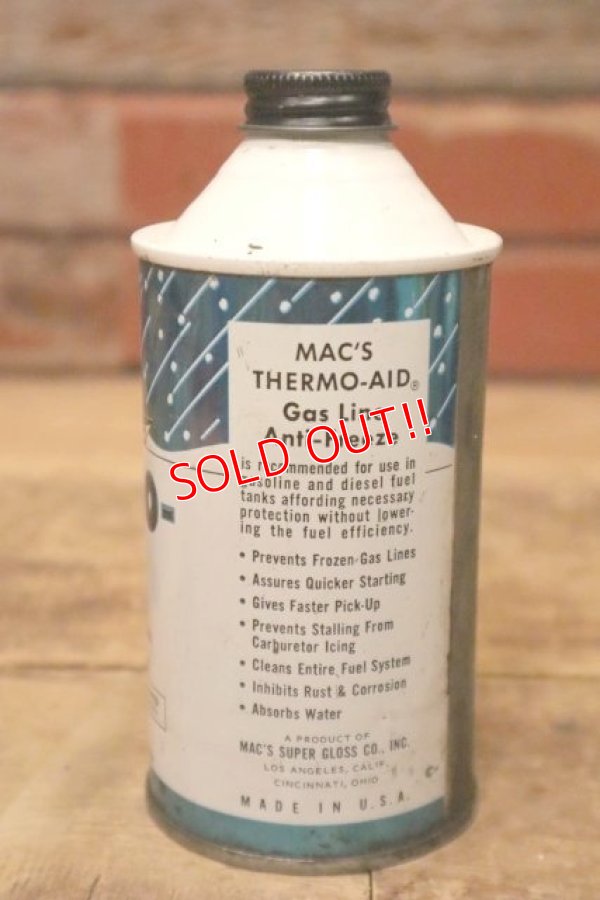 MAC'S
THERMO-AID®
Gas Line
Anti-Freeze
SOLD OUT!!
is recommended for use in
gasoline and diesel fuel
tanks affording necessary
protection without lower-
ing the fuel efficiency.
• Prevents Frozen-Gas Lines
• Assures Quicker Starting
• Gives Faster Pick-Up
• Prevents Stalling From
Carburetor Icing
• Cleans Entire Fuel System
• Inhibits Rust & Corrosion
• Absorbs Water
A PRODUCT OF
MAC'S SUPER GLOSS CO., INC.
LOS ANGELES, CALIF.
CINCINNATI, OHIO
MADE IN U.S.A.
O-